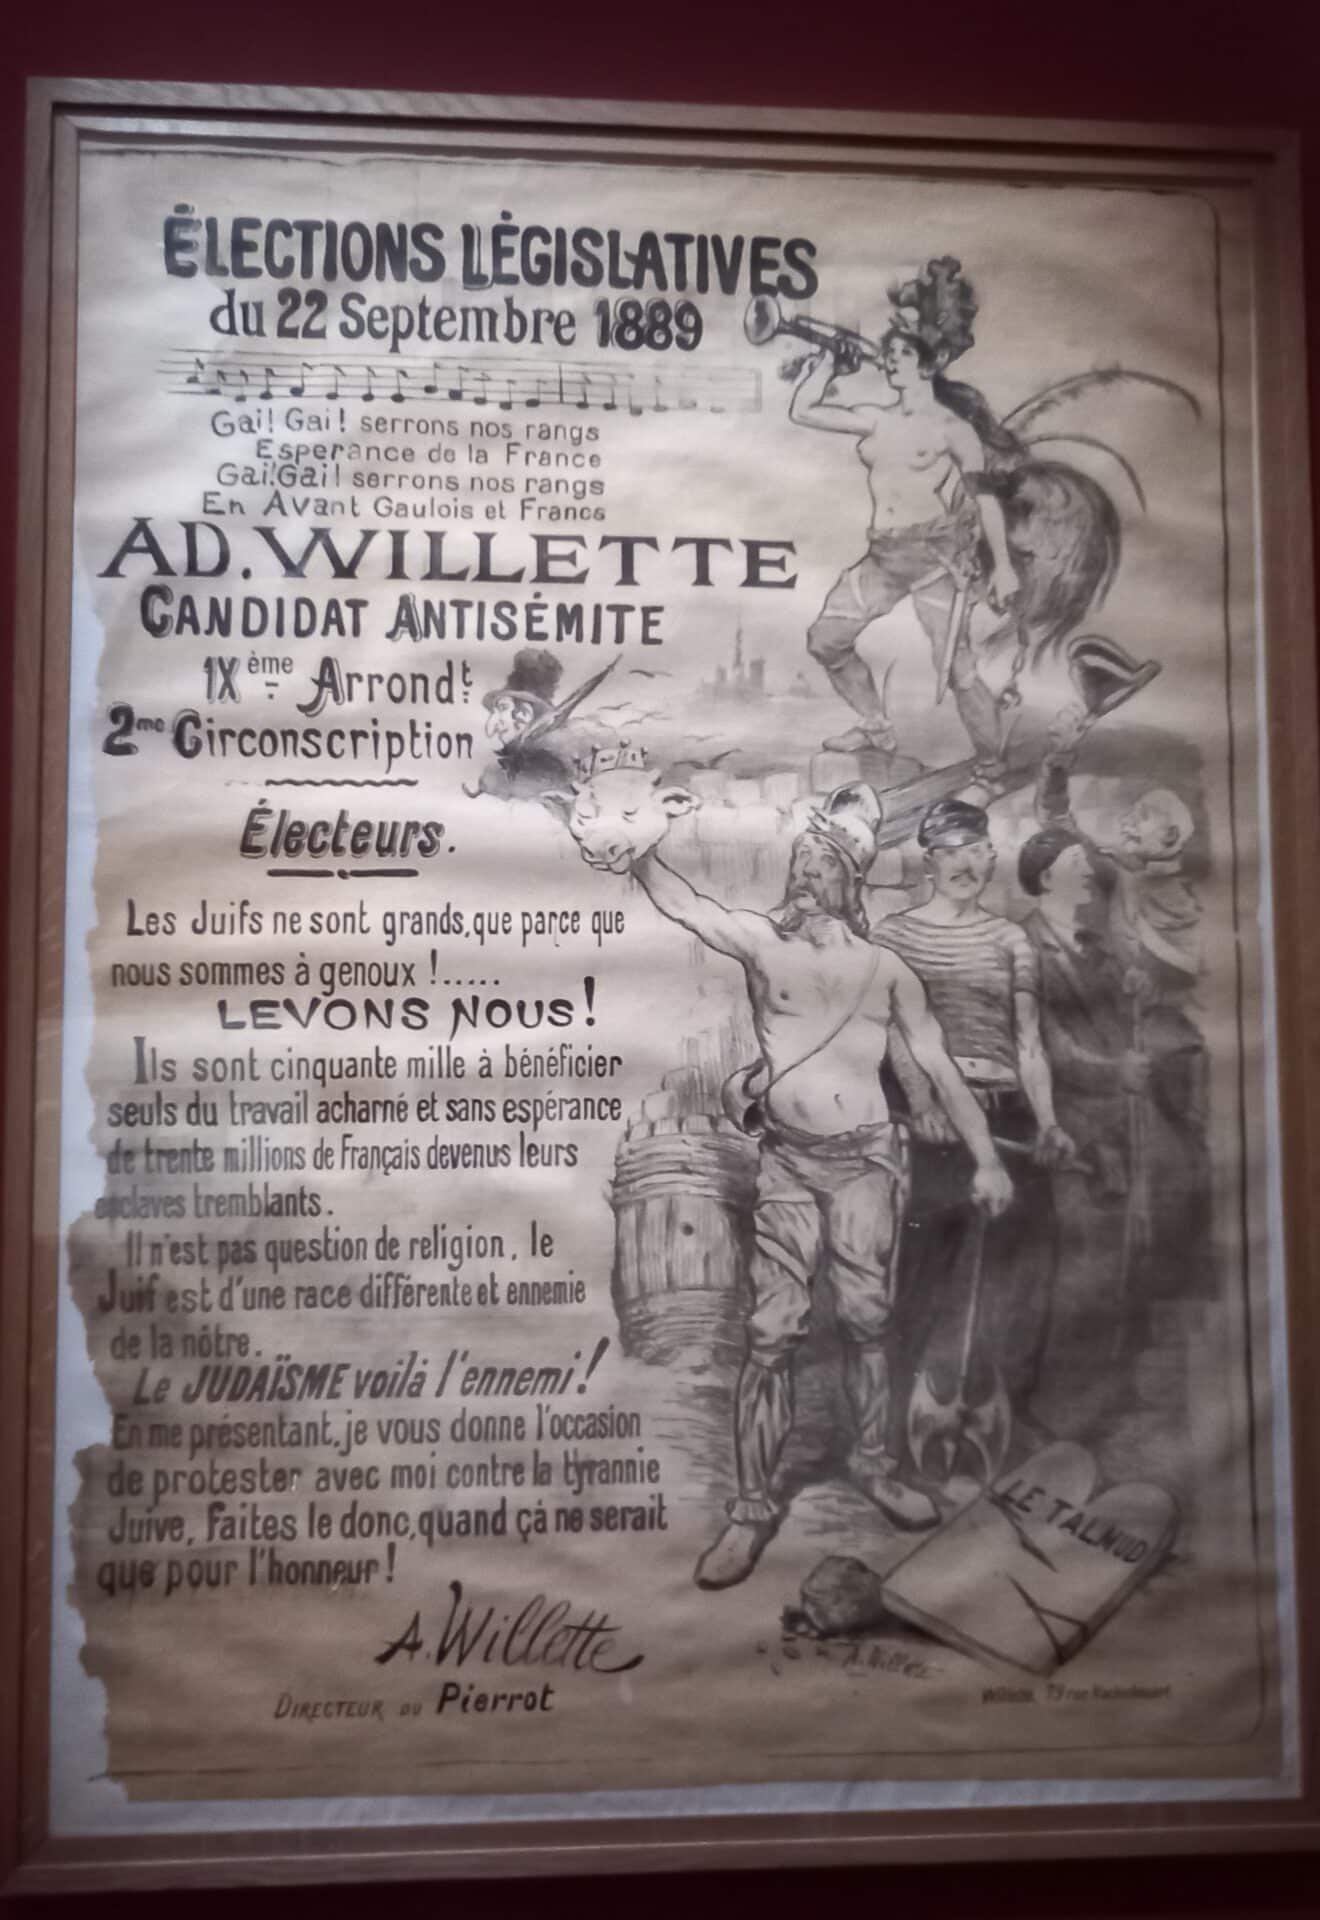 ÉLECTIONS LÉGISLATIVES
du 22 Septembre 1889
Gai! Gai! serrons nos rangs
Esperance de la France
Gai! Gai! serrons nos rangs
En Avant Gaulois et Francs
AD. WILLETTE
CANDIDAT ANTISÉMITE
IXème Arrondt
2me Circonscription
Électeurs.
Les Juifs ne sont grands, que parce que
nous sommes à genoux !.....
LEVONS NOUS!
Ils sont cinquante mille à bénéficier
seuls du travail acharné et sans espérance
de trente millions de Français devenus leurs
esclaves tremblants.
Il n'est pas question de religion, le
Juif est d'une race différente et ennemie
de la nôtre.
Le JUDAÏSME voilà l'ennemi!
En me présentant, je vous donne l'occasion
de protester avec moi contre la tyrannie
Juive, faites le donc, quand çà ne serait
que pour l'honneur!
A. Willette
DIRECTEUR DU Pierrot
LE TALMUD
A. Willette
79 rue Rochechouart